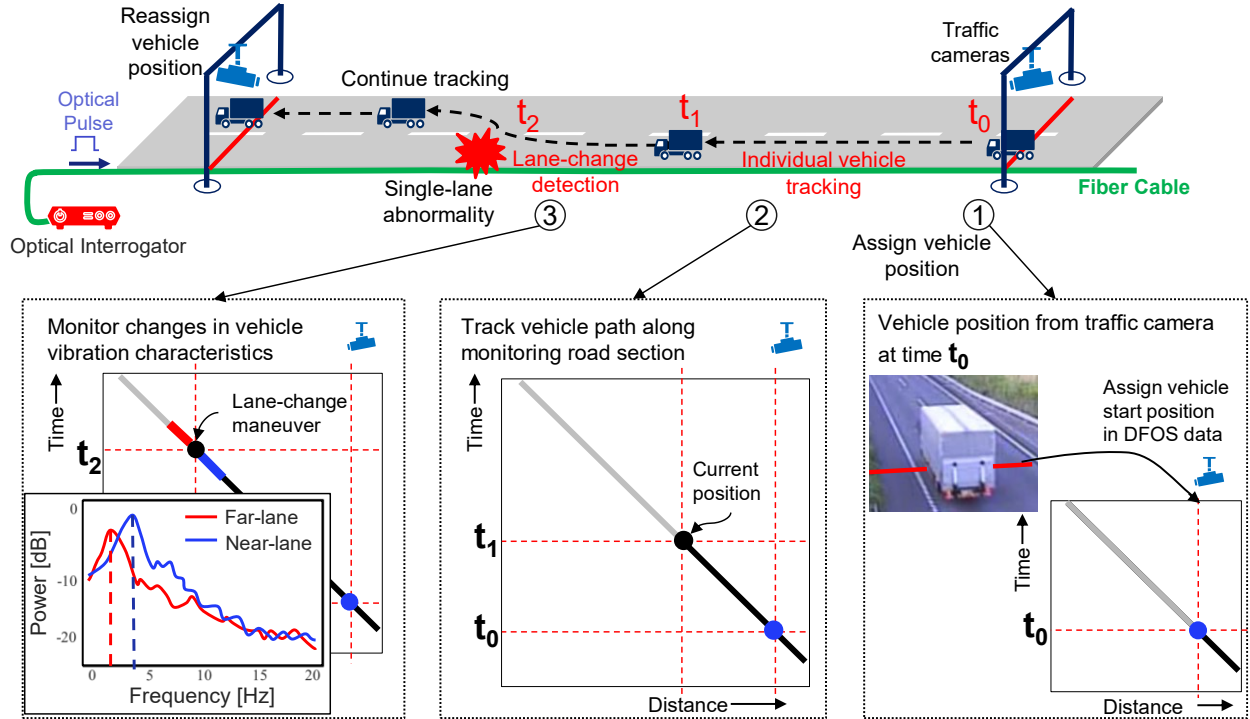 Reassign
vehicle
position
Traffic
cameras
Continue tracking
Optical
Pulse
t2
t1
t0
Lane-change
detection
Individual vehicle
tracking
Single-lane
abnormality
Fiber Cable
Optical Interrogator
3
2
1
Assign vehicle
position
Monitor changes in vehicle
vibration characteristics
Time
Lane-change
maneuver
t2
0
-10
-20
Power [dB]
Far-lane
Near-lane
0
5
10
15
20
Frequency [Hz]
Track vehicle path along
monitoring road section
Time
Current
position
t1
t0
Distance
Vehicle position from traffic camera
at time t0
Assign vehicle
start position
in DFOS data
Time
t0
Distance